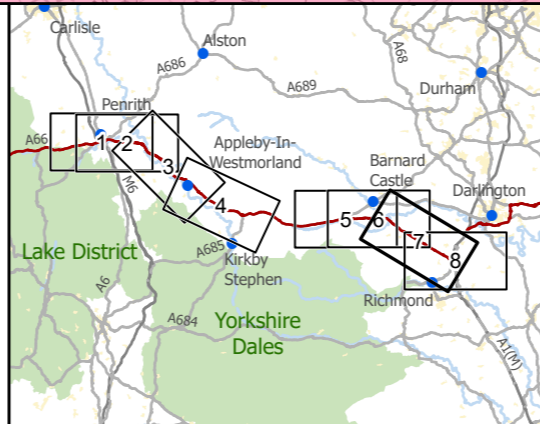 Carlisle
Alston
A68
A686
A689
Durham
Penrith
A66
1
2
3
Appleby-In-
Westmorland
Barnard
Castle
Darlington
M6
4
5
6
7
8
Lake District
A685
Kirkby
Stephen
Richmond
A6
A684
Yorkshire
Dales
A1(M)